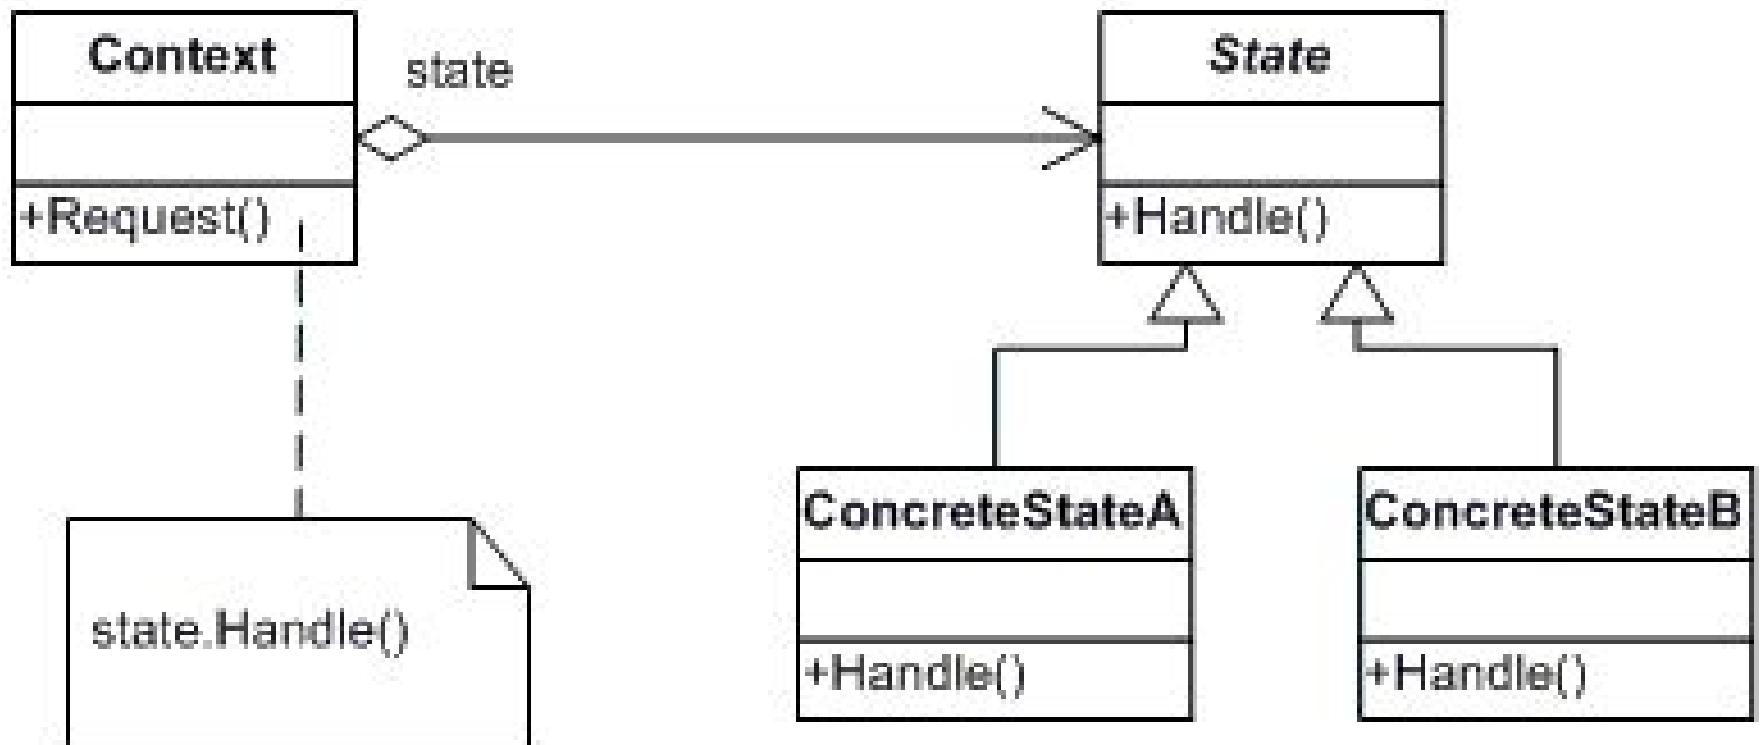 Context
state
State
+Request()
+Handle()
ConcreteStateA
ConcreteStateB
state.Handle()
+Handle()
+Handle()